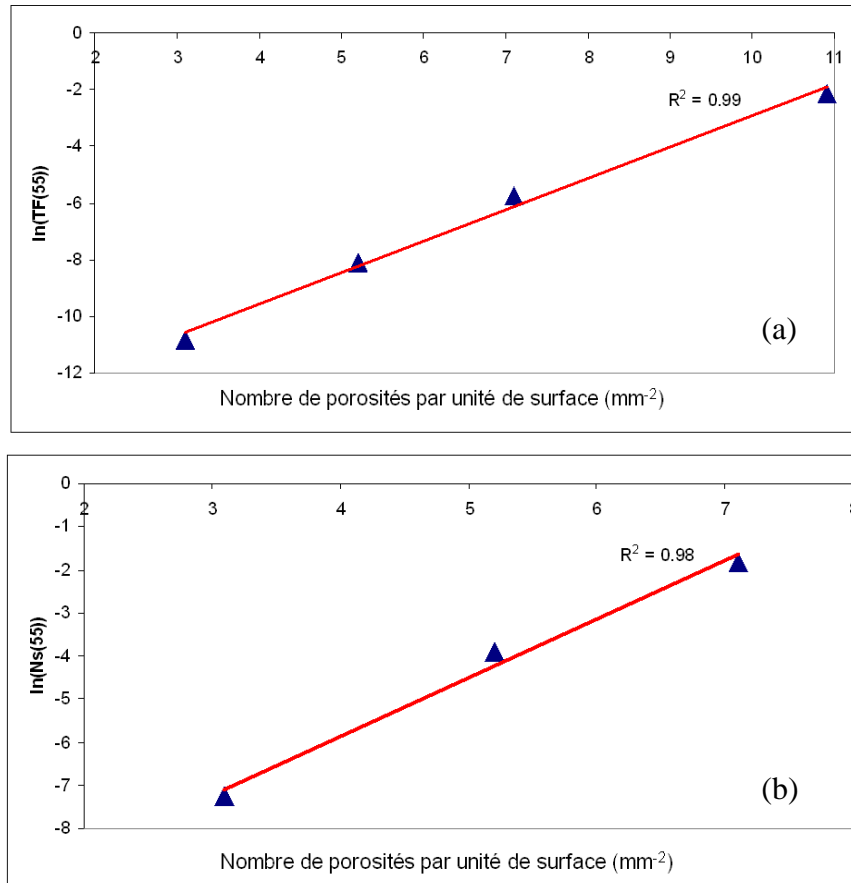 0
2 3 4 5 6 7 8 9 10 11
-2
R² = 0.99
-4
-6
-8
-10
-12
ln(TF(55))
(a)
Nombre de porosités par unité de surface (mm⁻²)
0
2 3 4 5 6 7 8
-1
R² = 0.98
-2
-3
-4
-5
-6
-7
-8
ln(Ns(55))
(b)
Nombre de porosités par unité de surface (mm⁻²)